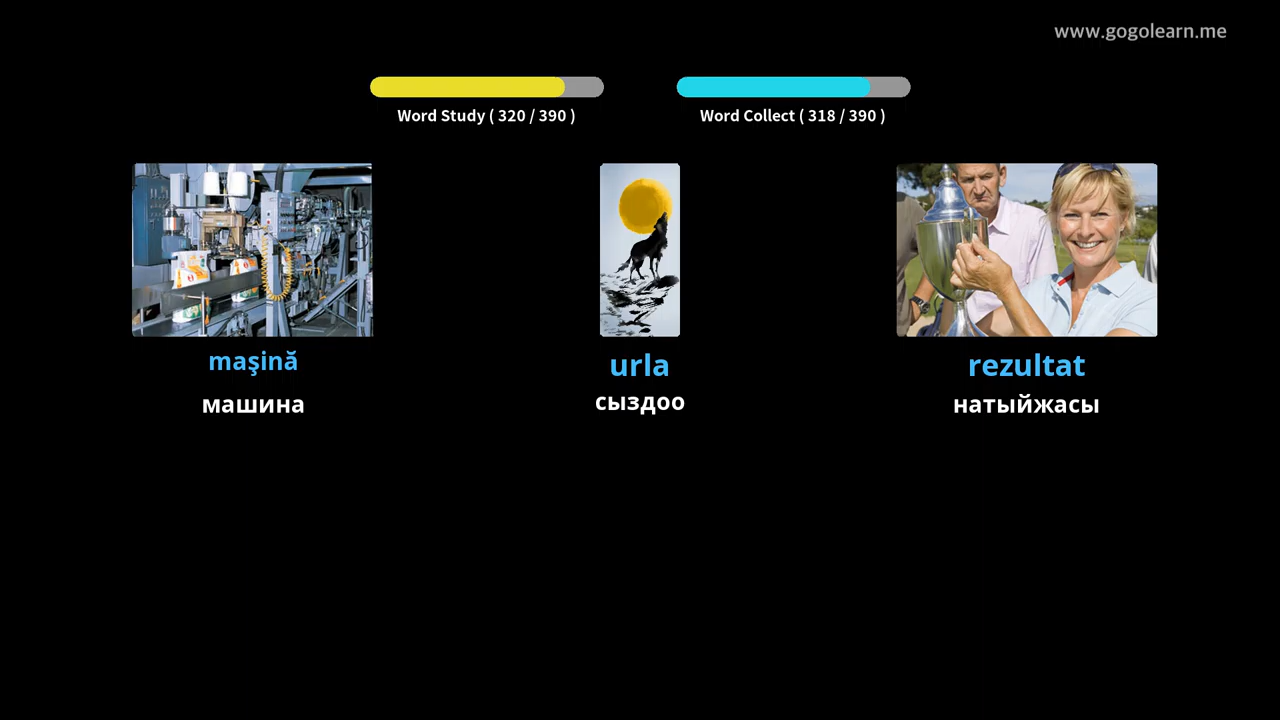 www.gogolearn.me
Word Study ( 320 / 390 )
Word Collect ( 318 / 390 )
maşină
urla
rezultat
машина
сыздоо
натыйжасы